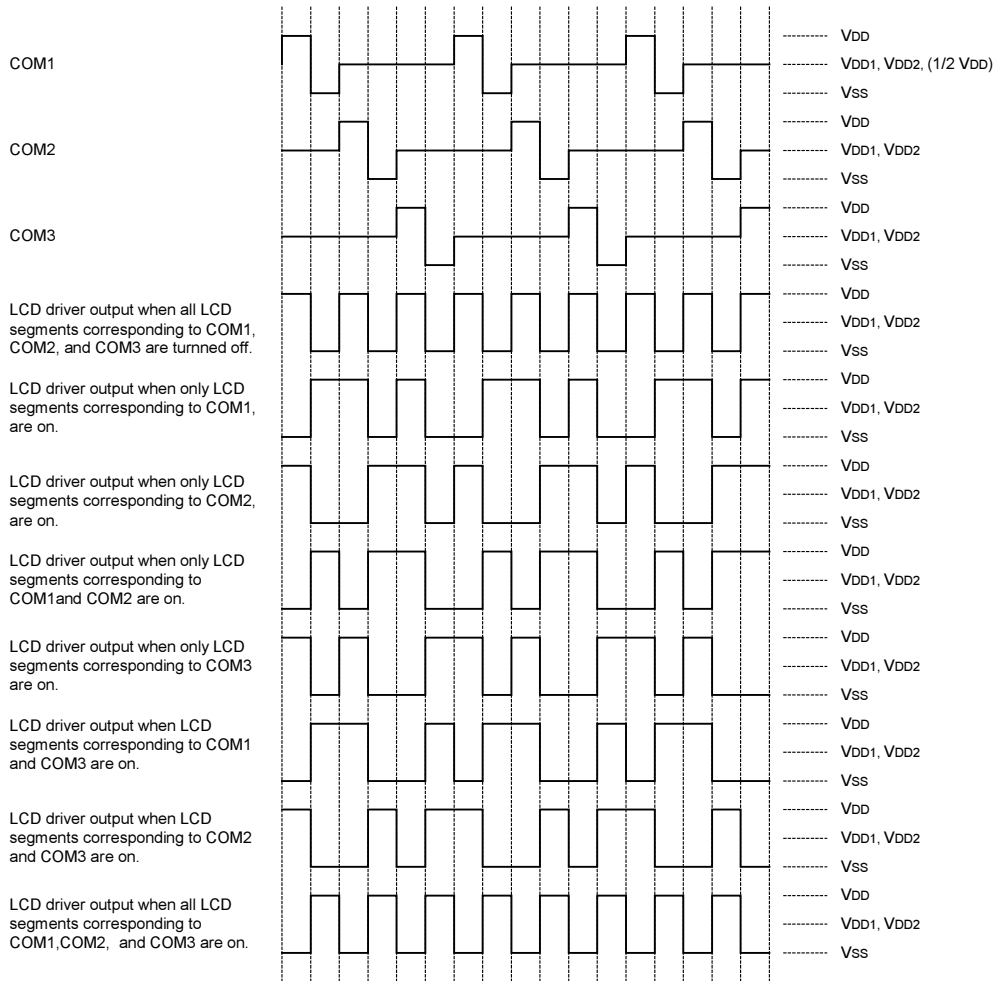 COM1
VDD
VDD1, VDD2, (1/2 VDD)
VSS
COM2
VDD
VDD1, VDD2
VSS
COM3
VDD
VDD1, VDD2
VSS
LCD driver output when all LCD
segments corresponding to COM1,
COM2, and COM3 are turnned off.
VDD
VDD1, VDD2
VSS
LCD driver output when only LCD
segments corresponding to COM1,
are on.
VDD
VDD1, VDD2
VSS
LCD driver output when only LCD
segments corresponding to COM2,
are on.
VDD
VDD1, VDD2
VSS
LCD driver output when only LCD
segments corresponding to
COM1and COM2 are on.
VDD
VDD1, VDD2
VSS
LCD driver output when only LCD
segments corresponding to COM3
are on.
VDD
VDD1, VDD2
VSS
LCD driver output when LCD
segments corresponding to COM1
and COM3 are on.
VDD
VDD1, VDD2
VSS
LCD driver output when LCD
segments corresponding to COM2
and COM3 are on.
VDD
VDD1, VDD2
VSS
LCD driver output when all LCD
segments corresponding to
COM1,COM2, and COM3 are on.
VDD
VDD1, VDD2
VSS